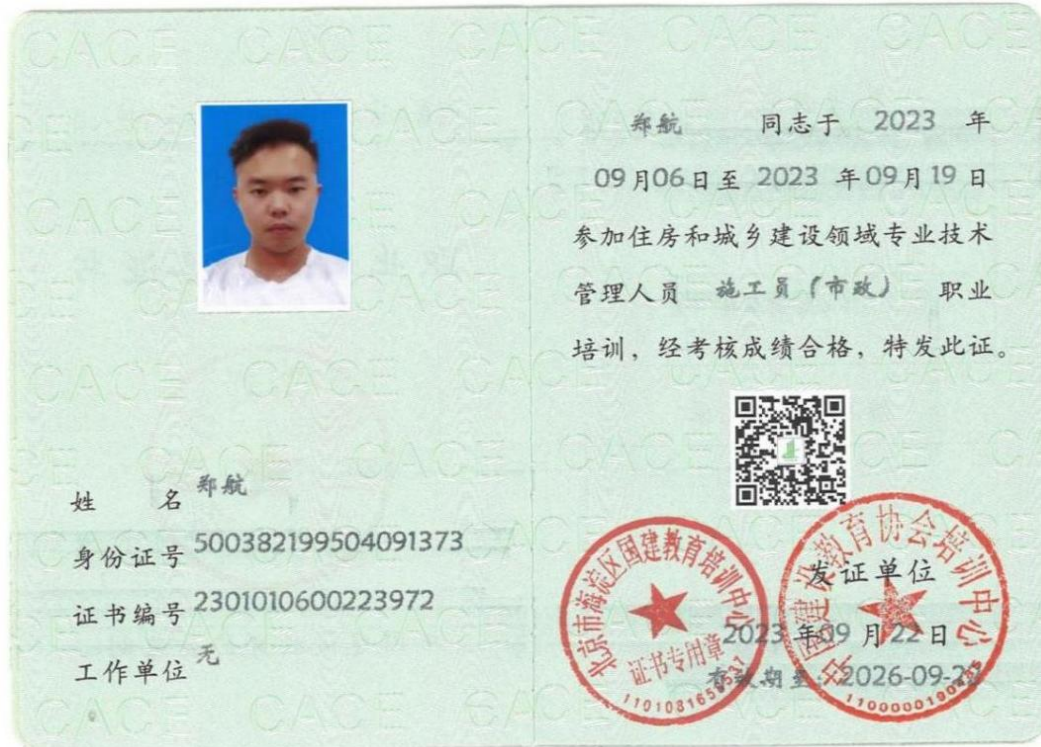 姓 名 郑航
身份证号 500382199504091373
证书编号 2301010600223972
工作单位 无
郑航 同志于 2023 年
09月06日至 2023 年09月19日
参加住房和城乡建设领域专业技术
管理人员 施工员(市政) 职业
培训,经考核成绩合格,特发此证。
北京市海淀区国建教育培训中心
证书专用章
中国建设教育协会培训中心
发证单位
2023 年09 月22日
有效期至: 2026-09-22
CACE